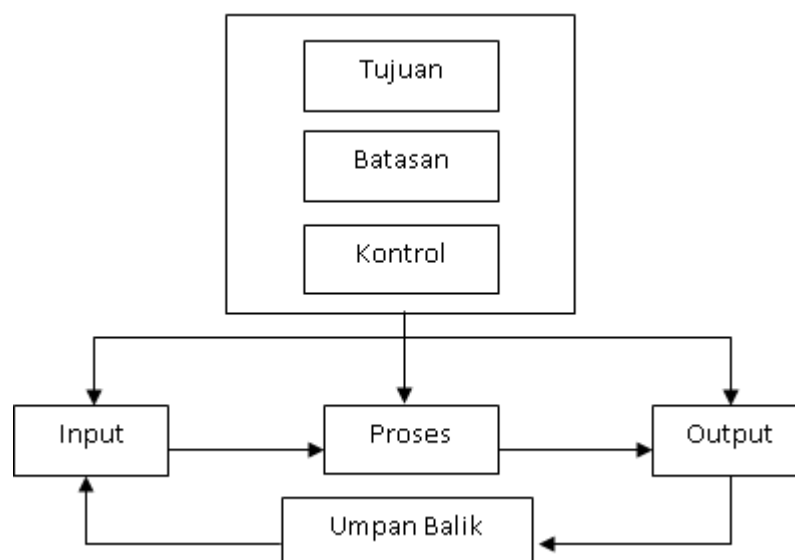 Tujuan
Batasan
Kontrol
Input
Proses
Output
Umpan Balik